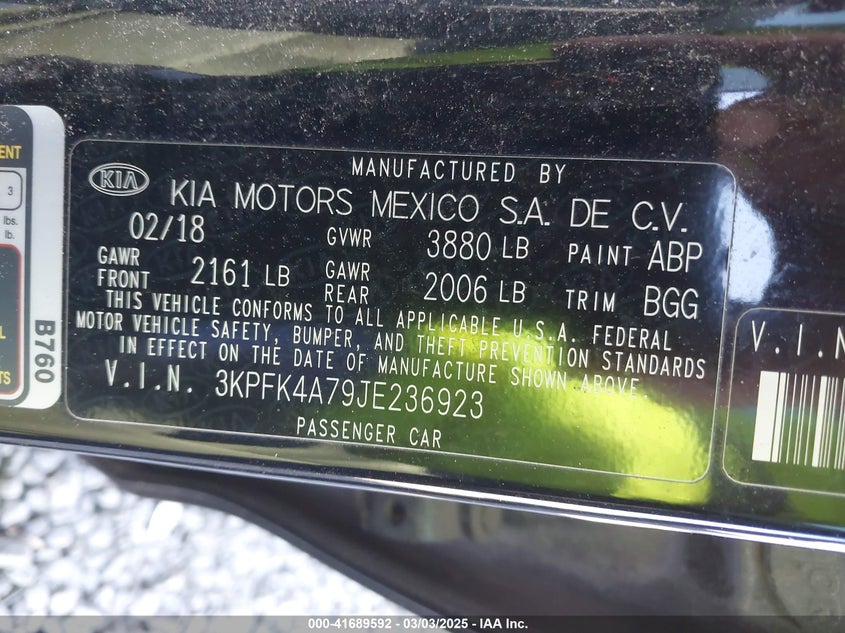 MANUFACTURED BY
KIA
KIA MOTORS MEXICO S.A. DE C.V.
02/18 GVWR 3880 LB PAINT ABP
GAWR FRONT 2161 LB GAWR REAR 2006 LB TRIM BGG
THIS VEHICLE CONFORMS TO ALL APPLICABLE U.S.A. FEDERAL
MOTOR VEHICLE SAFETY, BUMPER, AND THEFT PREVENTION STANDARDS
IN EFFECT ON THE DATE OF MANUFACTURE SHOWN ABOVE.
V.I.N. 3KPFK4A79JE236923
PASSENGER CAR
3
lbs.
lb.
B760
V.I.N
000-41689592 - 03/03/2025 - IAA Inc.